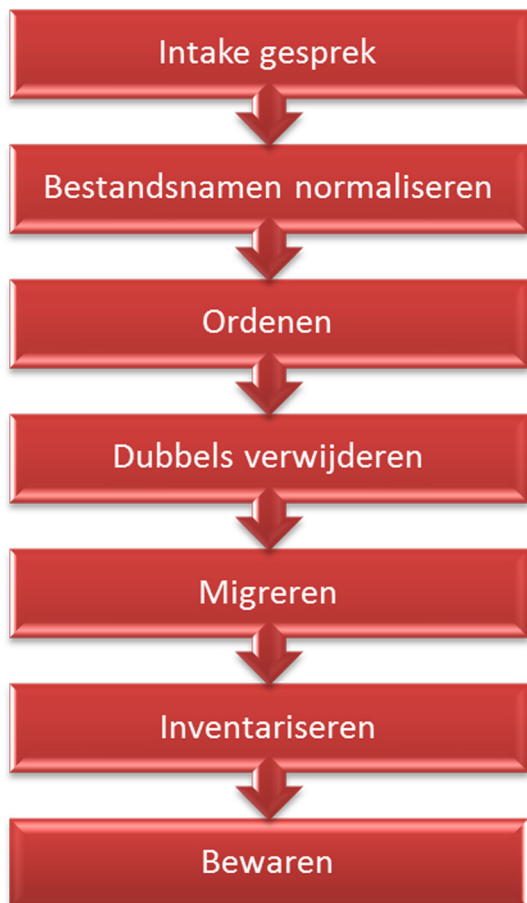 Intake gesprek
Bestandsnamen normaliseren
Ordenen
Dubbels verwijderen
Migreren
Inventariseren
Bewaren